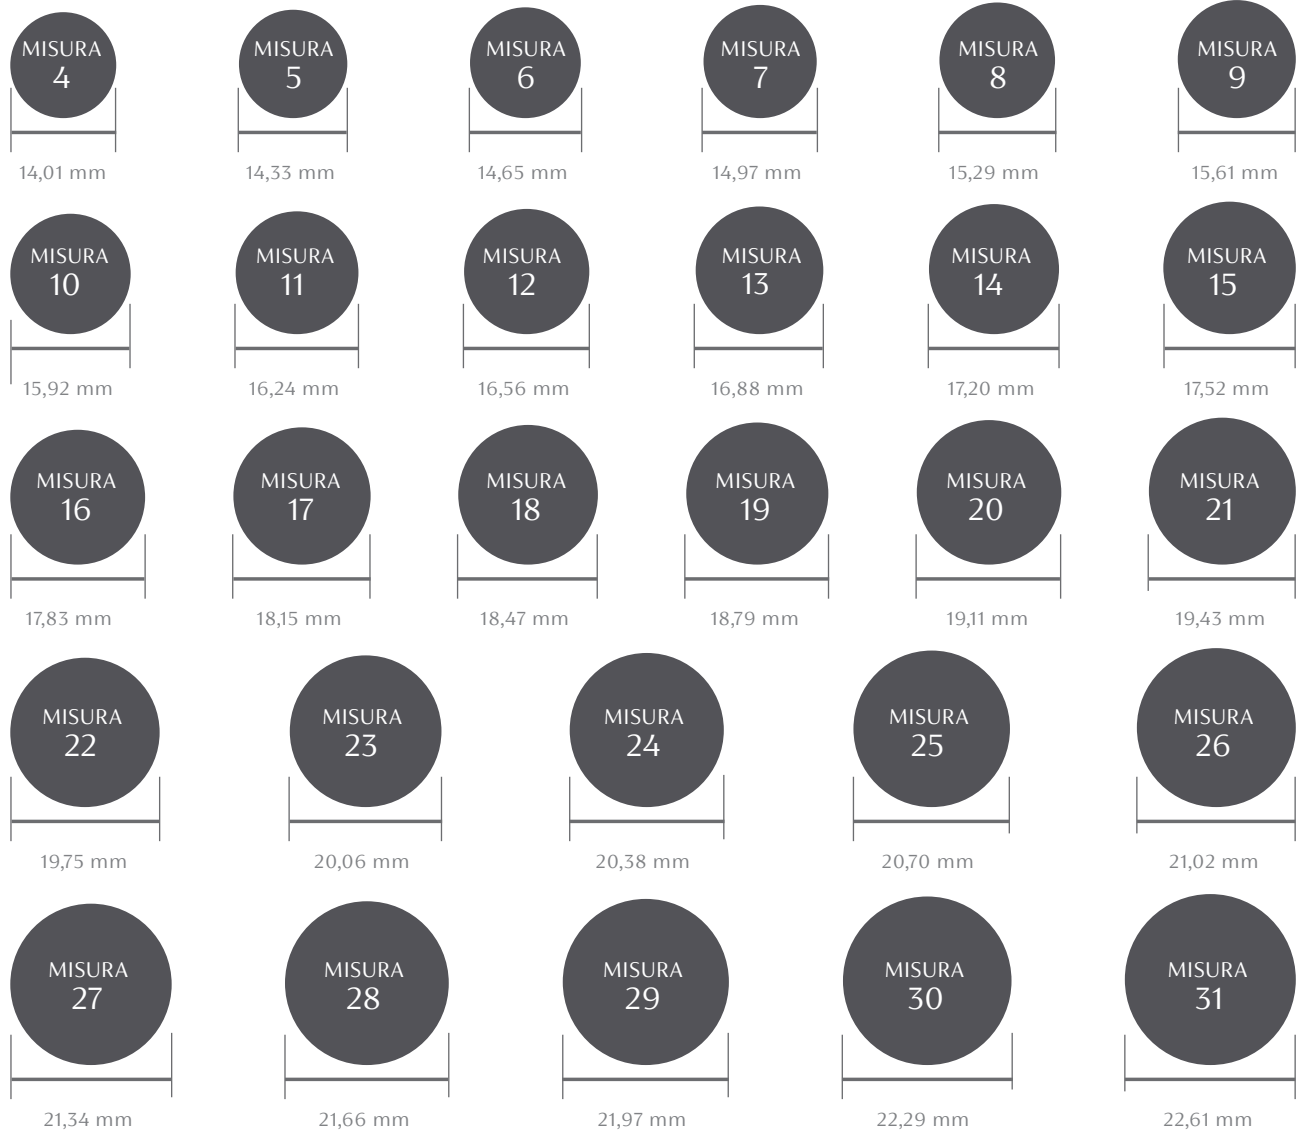 MISURA
4
14,01 mm
MISURA
5
14,33 mm
MISURA
6
14,65 mm
MISURA
7
14,97 mm
MISURA
8
15,29 mm
MISURA
9
15,61 mm
MISURA
10
15,92 mm
MISURA
11
16,24 mm
MISURA
12
16,56 mm
MISURA
13
16,88 mm
MISURA
14
17,20 mm
MISURA
15
17,52 mm
MISURA
16
17,83 mm
MISURA
17
18,15 mm
MISURA
18
18,47 mm
MISURA
19
18,79 mm
MISURA
20
19,11 mm
MISURA
21
19,43 mm
MISURA
22
19,75 mm
MISURA
23
20,06 mm
MISURA
24
20,38 mm
MISURA
25
20,70 mm
MISURA
26
21,02 mm
MISURA
27
21,34 mm
MISURA
28
21,66 mm
MISURA
29
21,97 mm
MISURA
30
22,29 mm
MISURA
31
22,61 mm